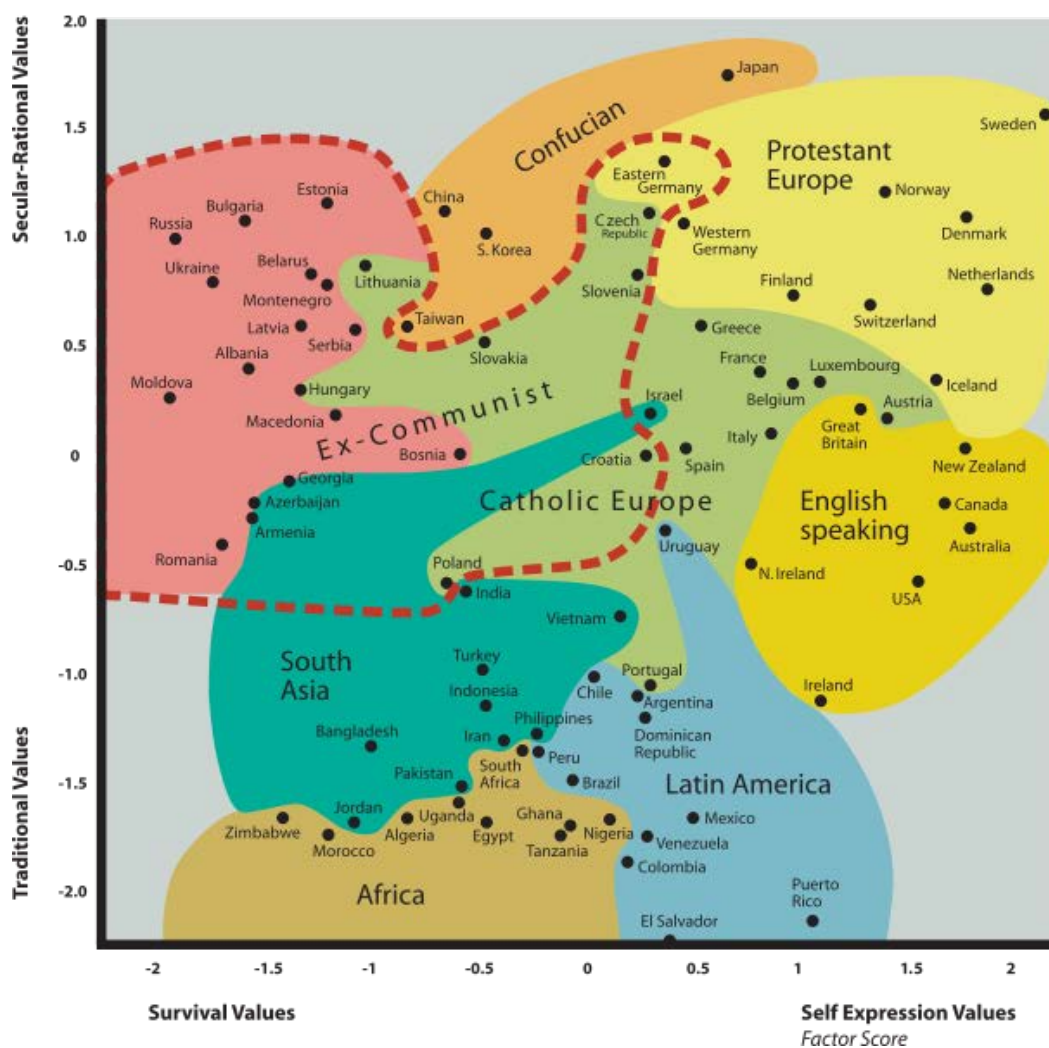 Secular-Rational Values
Traditional Values
2.0
1.5
1.0
0.5
0
-0.5
-1.0
-1.5
-2.0
Japan
Confucian
Sweden
Protestant
Europe
Eastern
Germany
Estonia
China
Norway
Bulgaria
Czech
Republic
Denmark
Russia
S. Korea
Western
Germany
Belarus
Lithuania
Ukraine
Montenegro
Slovenia
Finland
Netherlands
Latvia
Serbia
Taiwan
Greece
Switzerland
Albania
Slovakia
France
Luxembourg
Moldova
Hungary
Belgium
Iceland
Macedonia
Israel
Austria
Great
Britain
Ex-Communist
Bosnia
Croatia
Spain
Italy
New Zealand
Georgia
Azerbaijan
Armenia
Catholic Europe
English
speaking
Canada
Australia
Romania
Uruguay
Poland
India
N. Ireland
USA
Vietnam
South
Asia
Turkey
Indonesia
Chile
Portugal
Argentina
Ireland
Bangladesh
Iran
Philippines
Dominican
Republic
Pakistan
South
Africa
Peru
Brazil
Latin America
Zimbabwe
Jordan
Morocco
Algeria
Uganda
Egypt
Ghana
Tanzania
Nigeria
Mexico
Venezuela
Colombia
Africa
Puerto
Rico
El Salvador
-2
-1.5
-1
-0.5
0
0.5
1
1.5
2
Survival Values
Self Expression Values
Factor Score